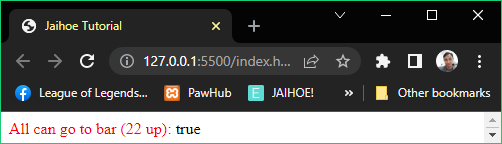 Jaihoe Tutorial
127.0.0.1:5500/index.h...
League of Legends... PawHub E JAIHOE! » Other bookmarks
All can go to bar (22 up): true